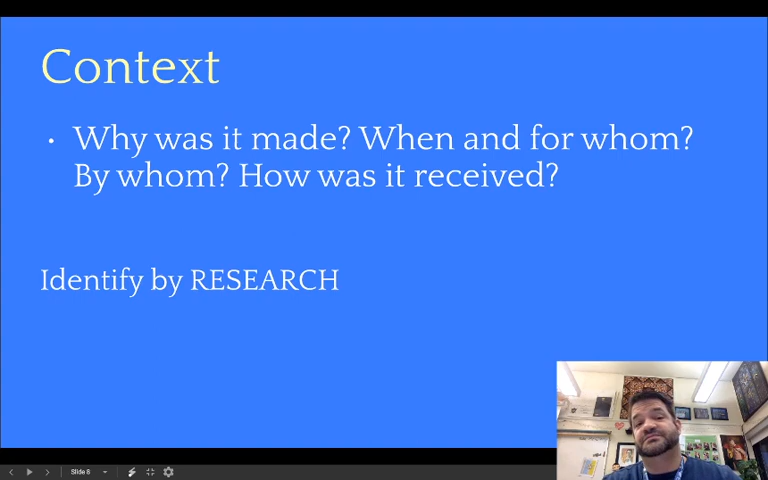 Context
• Why was it made? When and for whom?
By whom? How was it received?
Identify by RESEARCH
Slide 8